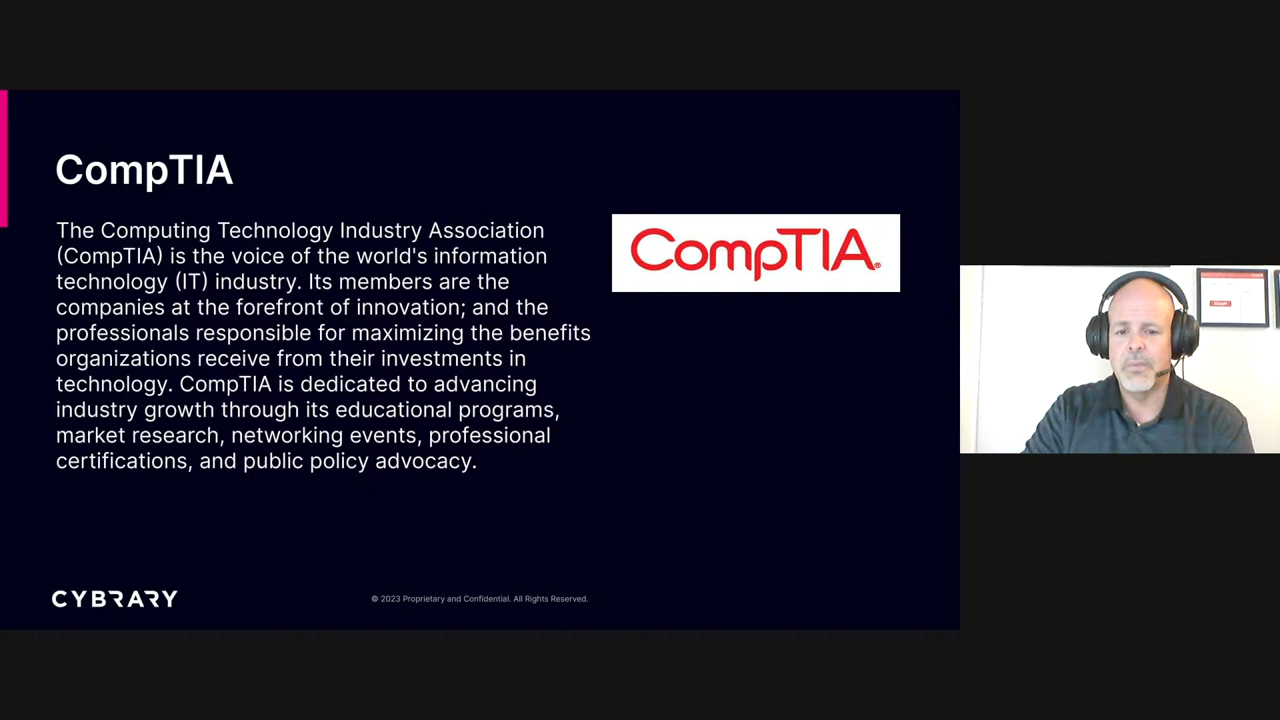 CompTIA
The Computing Technology Industry Association
(CompTIA) is the voice of the world's information
technology (IT) industry. Its members are the
companies at the forefront of innovation; and the
professionals responsible for maximizing the benefits
organizations receive from their investments in
technology. CompTIA is dedicated to advancing
industry growth through its educational programs,
market research, networking events, professional
certifications, and public policy advocacy.
CompTIA®
CYBRARY
© 2023 Proprietary and Confidential. All Rights Reserved.